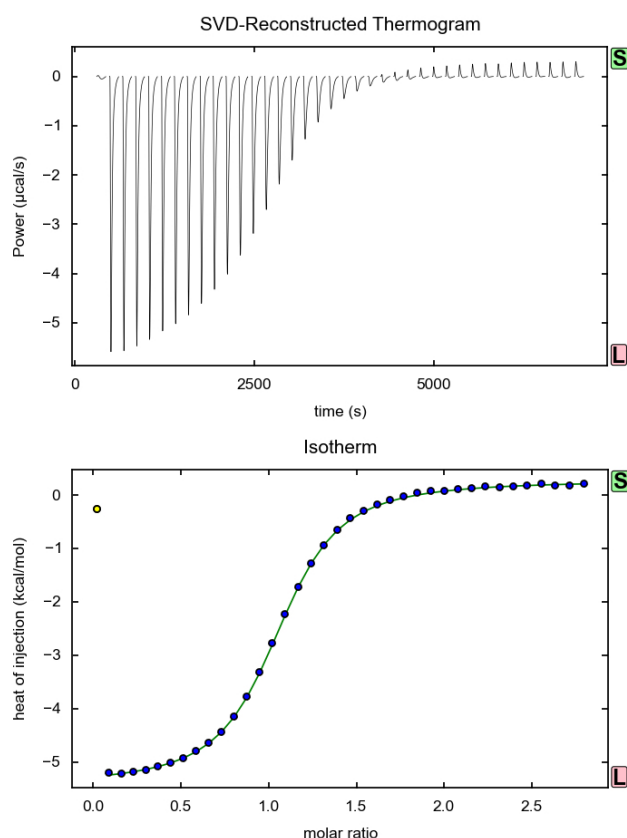 SVD-Reconstructed Thermogram
S
0
−1
−2
−3
−4
−5
Power (µcal/s)
L
0 2500 5000
time (s)
Isotherm
S
0
−1
−2
−3
−4
−5
heat of injection (kcal/mol)
L
0.0 0.5 1.0 1.5 2.0 2.5
molar ratio